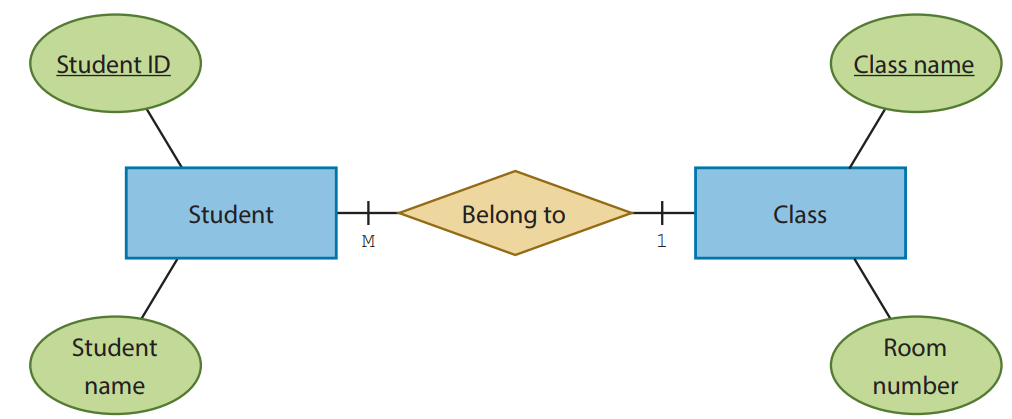 Student ID
Class name
Student
Belong to
Class
M
1
Student
name
Room
number